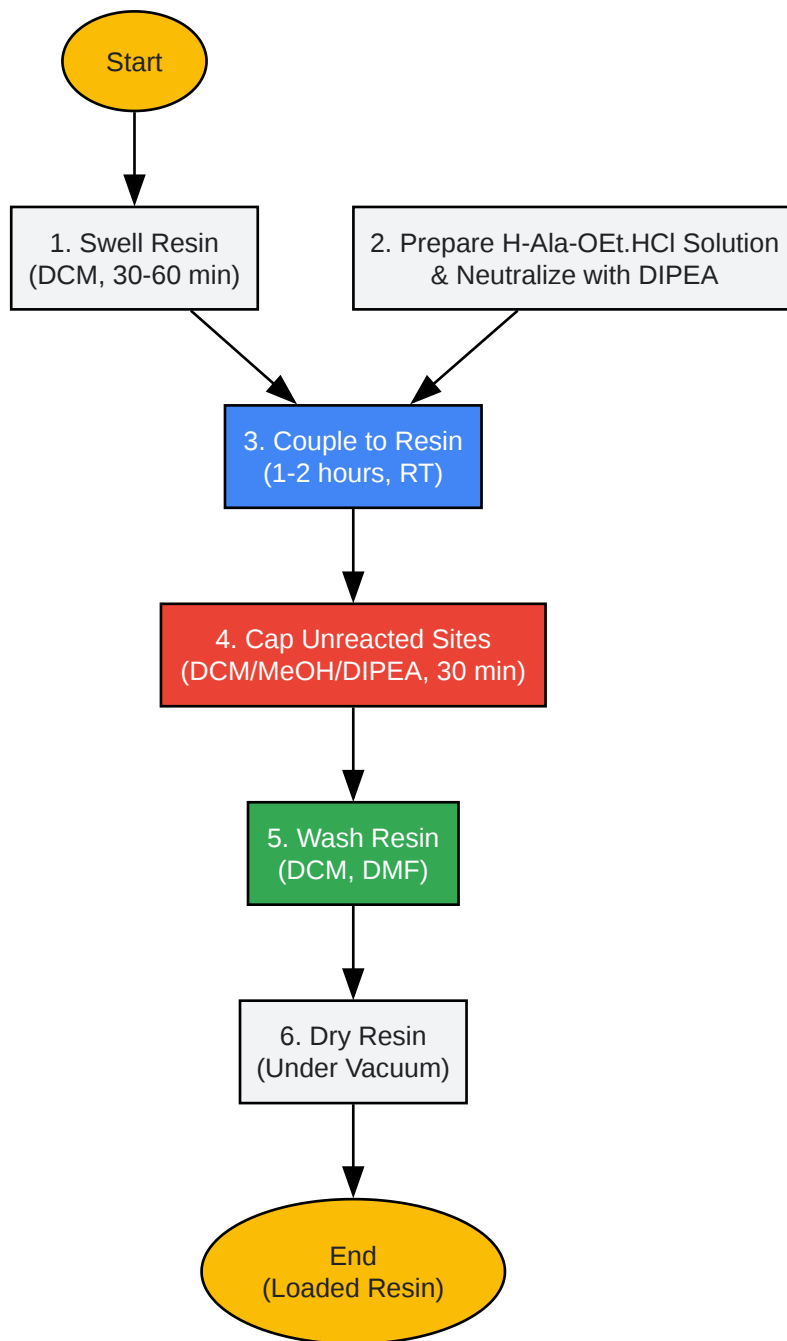 Start
1. Swell Resin
(DCM, 30-60 min)
2. Prepare H-Ala-OEt.HCl Solution
& Neutralize with DIPEA
3. Couple to Resin
(1-2 hours, RT)
4. Cap Unreacted Sites
(DCM/MeOH/DIPEA, 30 min)
5. Wash Resin
(DCM, DMF)
6. Dry Resin
(Under Vacuum)
End
(Loaded Resin)